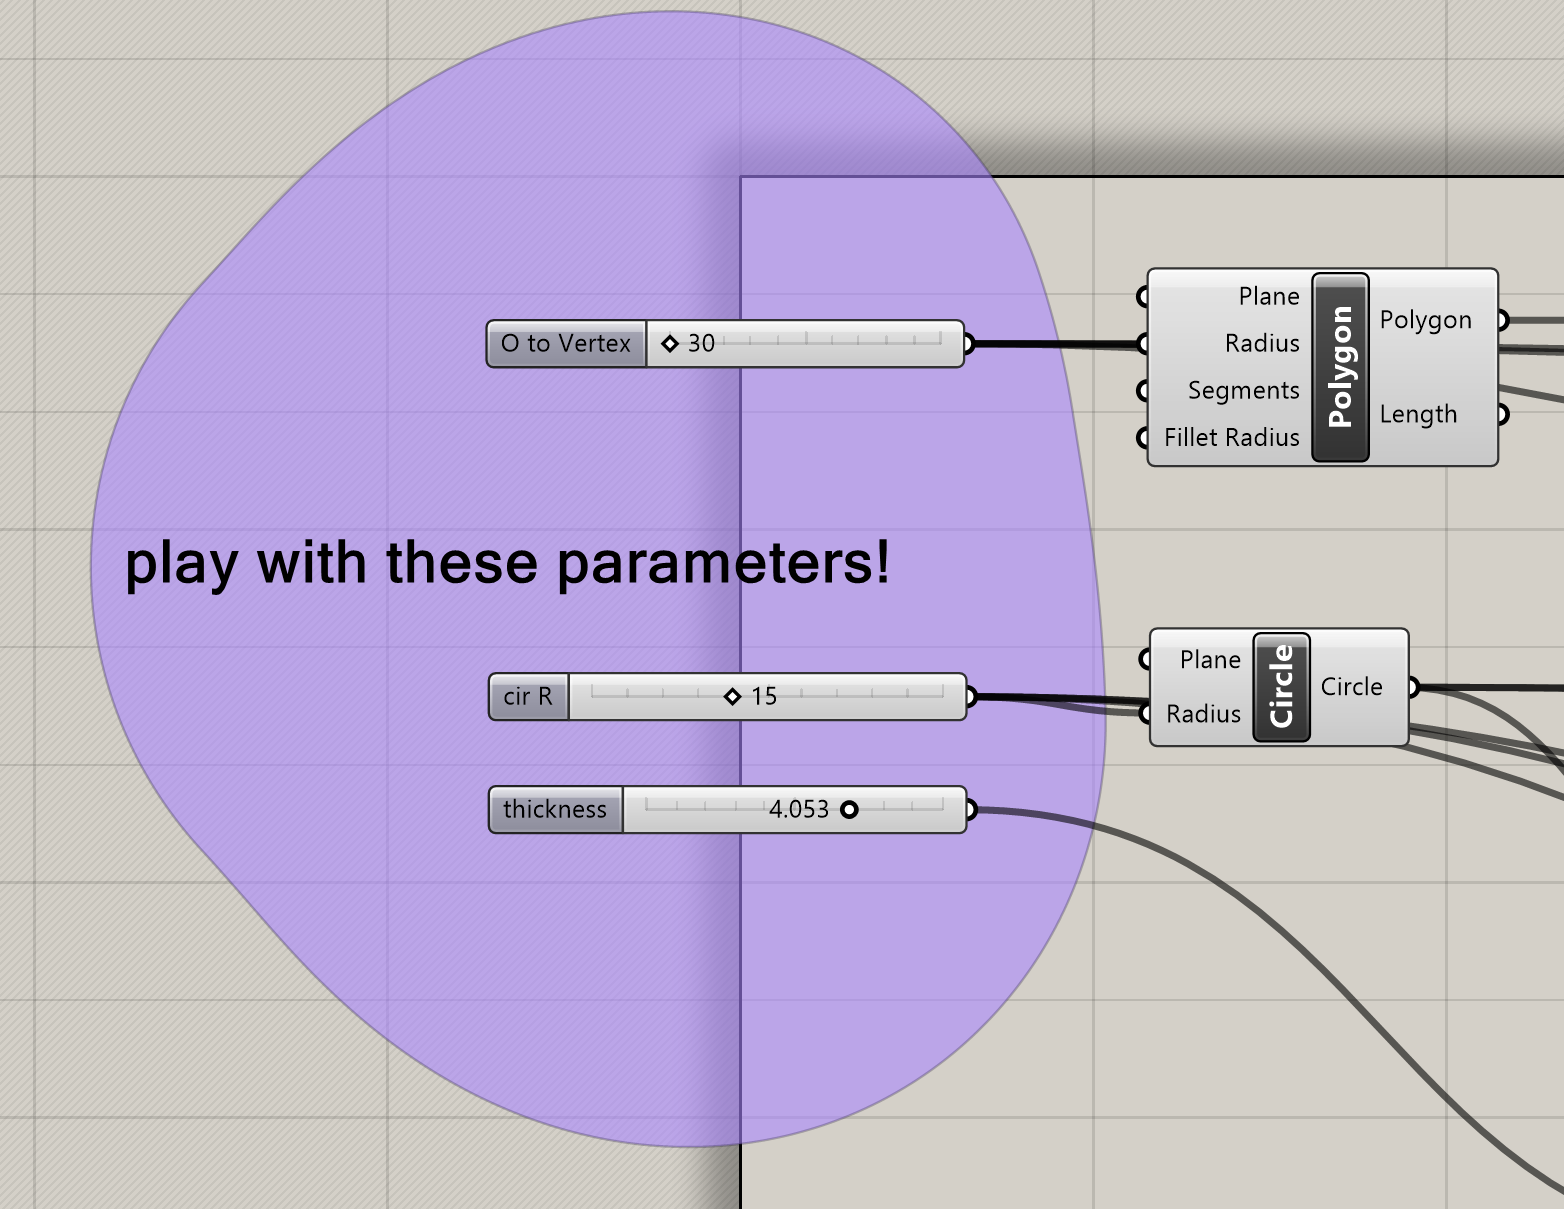 Plane
Radius
Segments
Fillet Radius
Polygon
Polygon
Length
O to Vertex 30
play with these parameters!
Plane
Radius
Circle
Circle
cir R 15
thickness 4.053